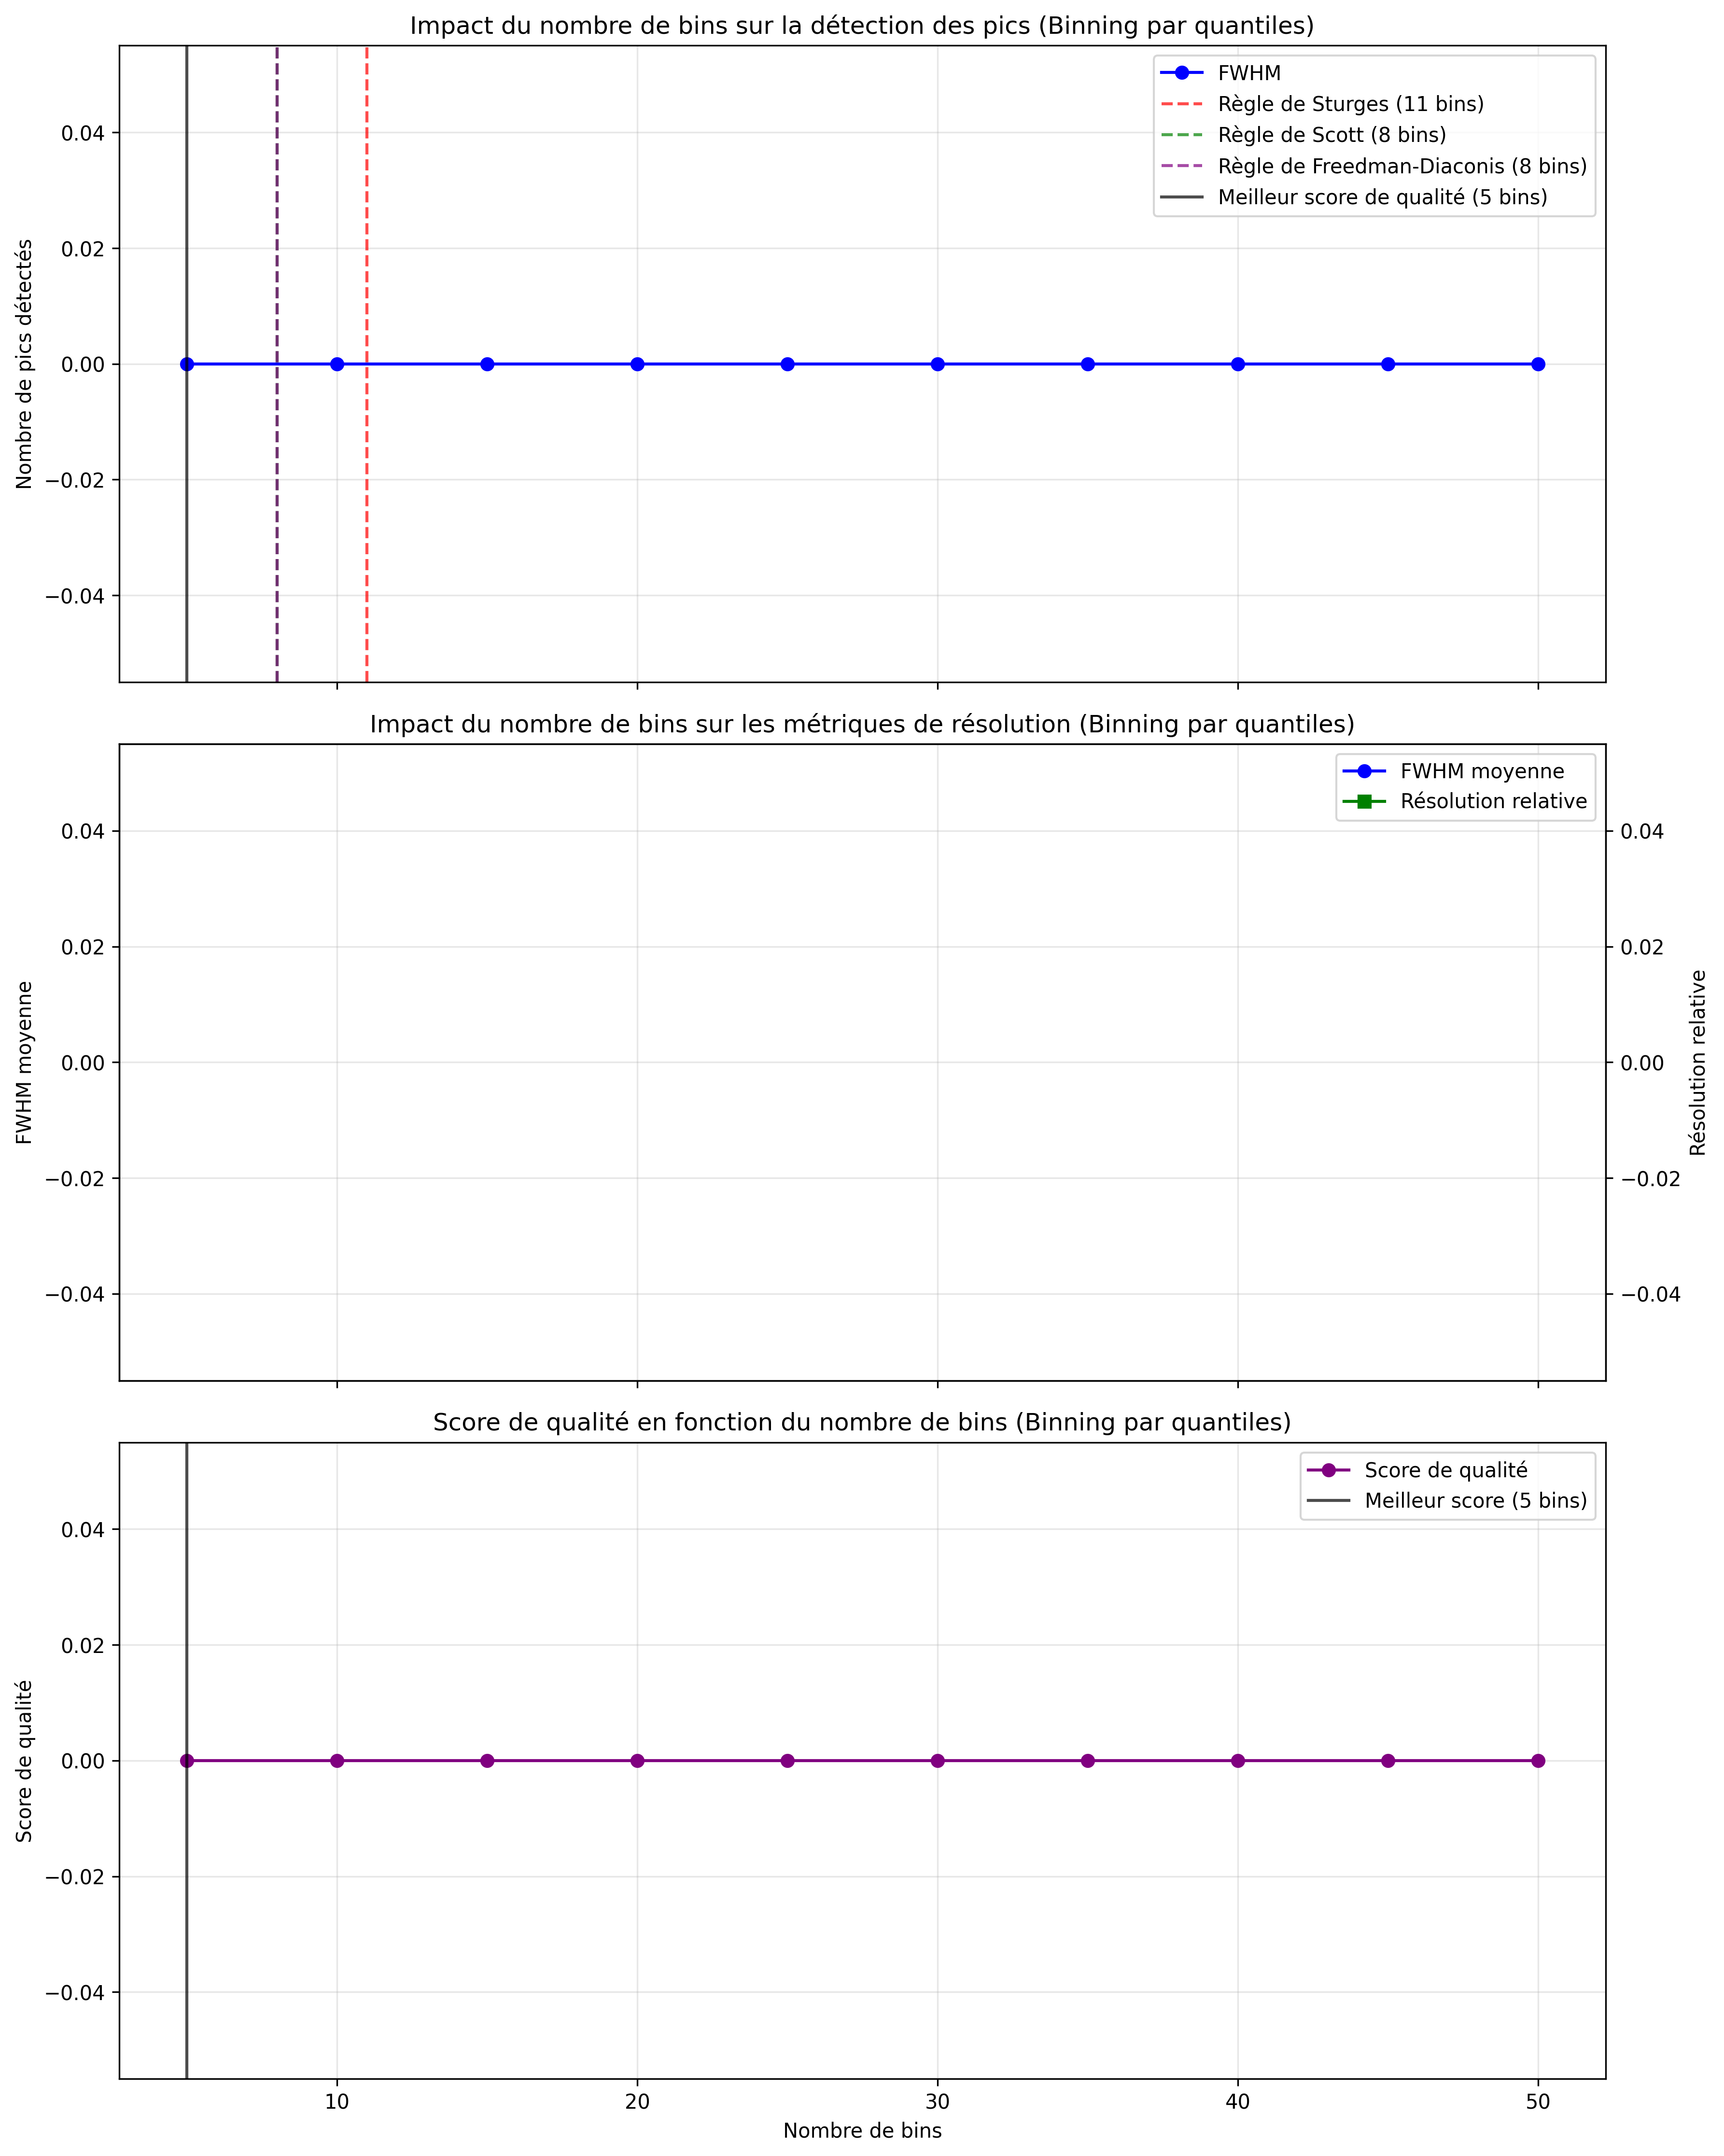 Impact du nombre de bins sur la détection des pics (Binning par quantiles)
FWHM
Règle de Sturges (11 bins)
Règle de Scott (8 bins)
Règle de Freedman-Diaconis (8 bins)
Meilleur score de qualité (5 bins)
Nombre de pics détectés
0.04
0.02
0.00
−0.02
−0.04
Impact du nombre de bins sur les métriques de résolution (Binning par quantiles)
FWHM moyenne
Résolution relative
FWHM moyenne
0.04
0.02
0.00
−0.02
−0.04
0.04
0.02
0.00
−0.02
−0.04
Résolution relative
Score de qualité en fonction du nombre de bins (Binning par quantiles)
Score de qualité
Meilleur score (5 bins)
Score de qualité
0.04
0.02
0.00
−0.02
−0.04
10
20
30
40
50
Nombre de bins